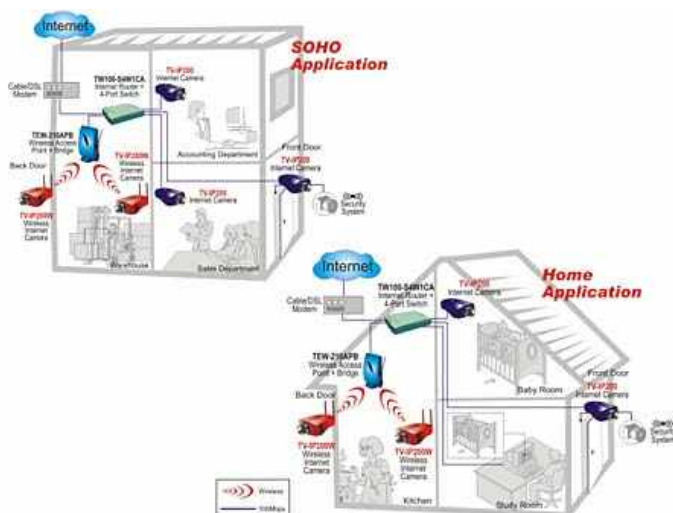 Internet
SOHO
Application
Cable/DSL
Modem
TW100-S4W1CA
Internet Router +
4-Port Switch
TV-IP200
Internet Camera
TEW-210APB
Wireless Access
Point + Bridge
Accounting Department
Front Door
TV-IP200
Internet Camera
Back Door
TV-IP200W
Wireless
Internet
Camera
TV-IP200
Internet Camera
Security
System
TV-IP200W
Wireless
Internet
Camera
Warehouse
Sales Department
Internet
Home
Application
Cable/DSL
Modem
TW100-S4W1CA
Internet Router +
4-Port Switch
TV-IP200
Internet Camera
TEW-210APB
Wireless Access
Point + Bridge
Baby Room
Front Door
TV-IP200
Internet Camera
Back Door
Security
System
TV-IP200W
Wireless
Internet
Camera
TV-IP200W
Wireless
Internet
Camera
Kitchen
Study Room
Wireless